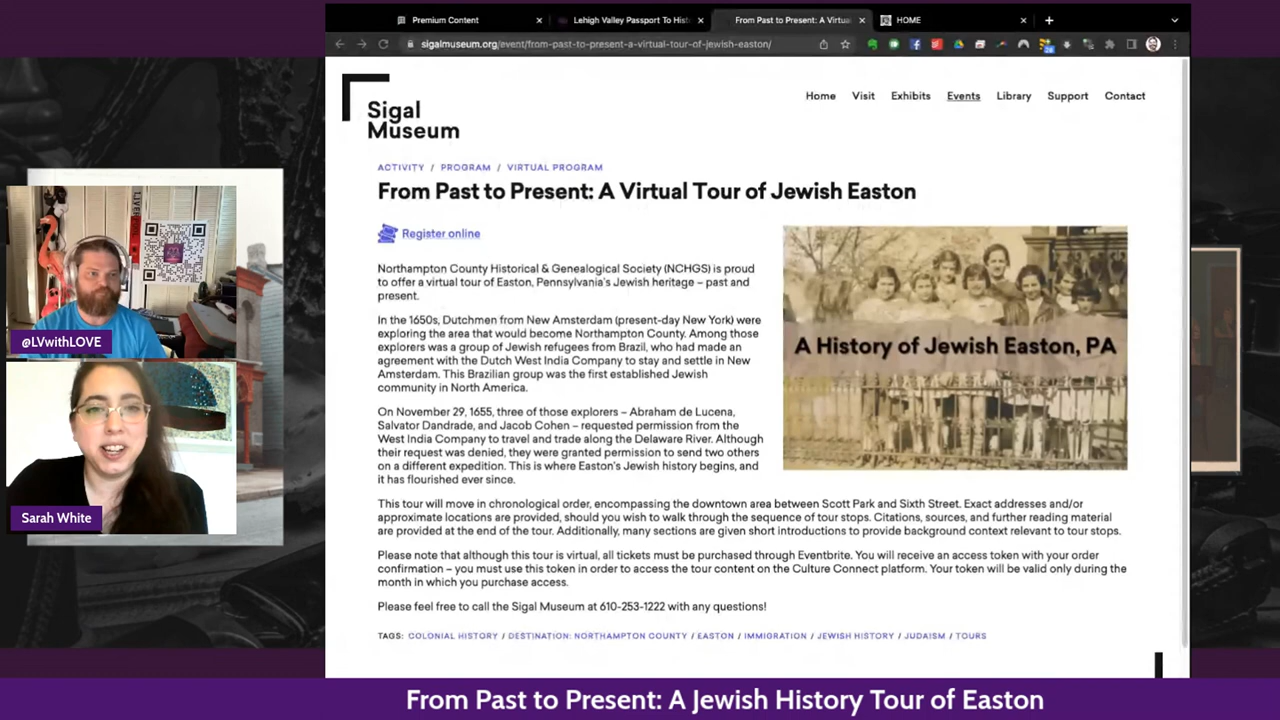 Premium Content
Lehigh Valley Passport To His
From Past to Present: A Virtua
HOME
sigalmuseum.org/event/from-past-to-present-a-virtual-tour-of-jewish-easton/
Sigal
Museum
Home Visit Exhibits Events Library Support Contact
ACTIVITY / PROGRAM / VIRTUAL PROGRAM
From Past to Present: A Virtual Tour of Jewish Easton
Register online
Northampton County Historical & Genealogical Society (NCHGS) is proud
to offer a virtual tour of Easton, Pennsylvania's Jewish heritage – past and
present.
In the 1650s, Dutchmen from New Amsterdam (present-day New York) were
exploring the area that would become Northampton County. Among those
explorers was a group of Jewish refugees from Brazil, who had made an
agreement with the Dutch West India Company to stay and settle in New
Amsterdam. This Brazilian group was the first established Jewish
community in North America.
On November 29, 1655, three of those explorers – Abraham de Lucena,
Salvator Dandrade, and Jacob Cohen – requested permission from the
West India Company to travel and trade along the Delaware River. Although
their request was denied, they were granted permission to send two others
on a different expedition. This is where Easton's Jewish history begins, and
it has flourished ever since.
A History of Jewish Easton, PA
This tour will move in chronological order, encompassing the downtown area between Scott Park and Sixth Street. Exact addresses and/or
approximate locations are provided, should you wish to walk through the sequence of tour stops. Citations, sources, and further reading material
are provided at the end of the tour. Additionally, many sections are given short introductions to provide background context relevant to tour stops.
Please note that although this tour is virtual, all tickets must be purchased through Eventbrite. You will receive an access token with your order
confirmation – you must use this token in order to access the tour content on the Culture Connect platform. Your token will be valid only during the
month in which you purchase access.
Please feel free to call the Sigal Museum at 610-253-1222 with any questions!
TAGS: COLONIAL HISTORY / DESTINATION: NORTHAMPTON COUNTY / EASTON / IMMIGRATION / JEWISH HISTORY / JUDAISM / TOURS
@LVwithLOVE
Sarah White
From Past to Present: A Jewish History Tour of Easton